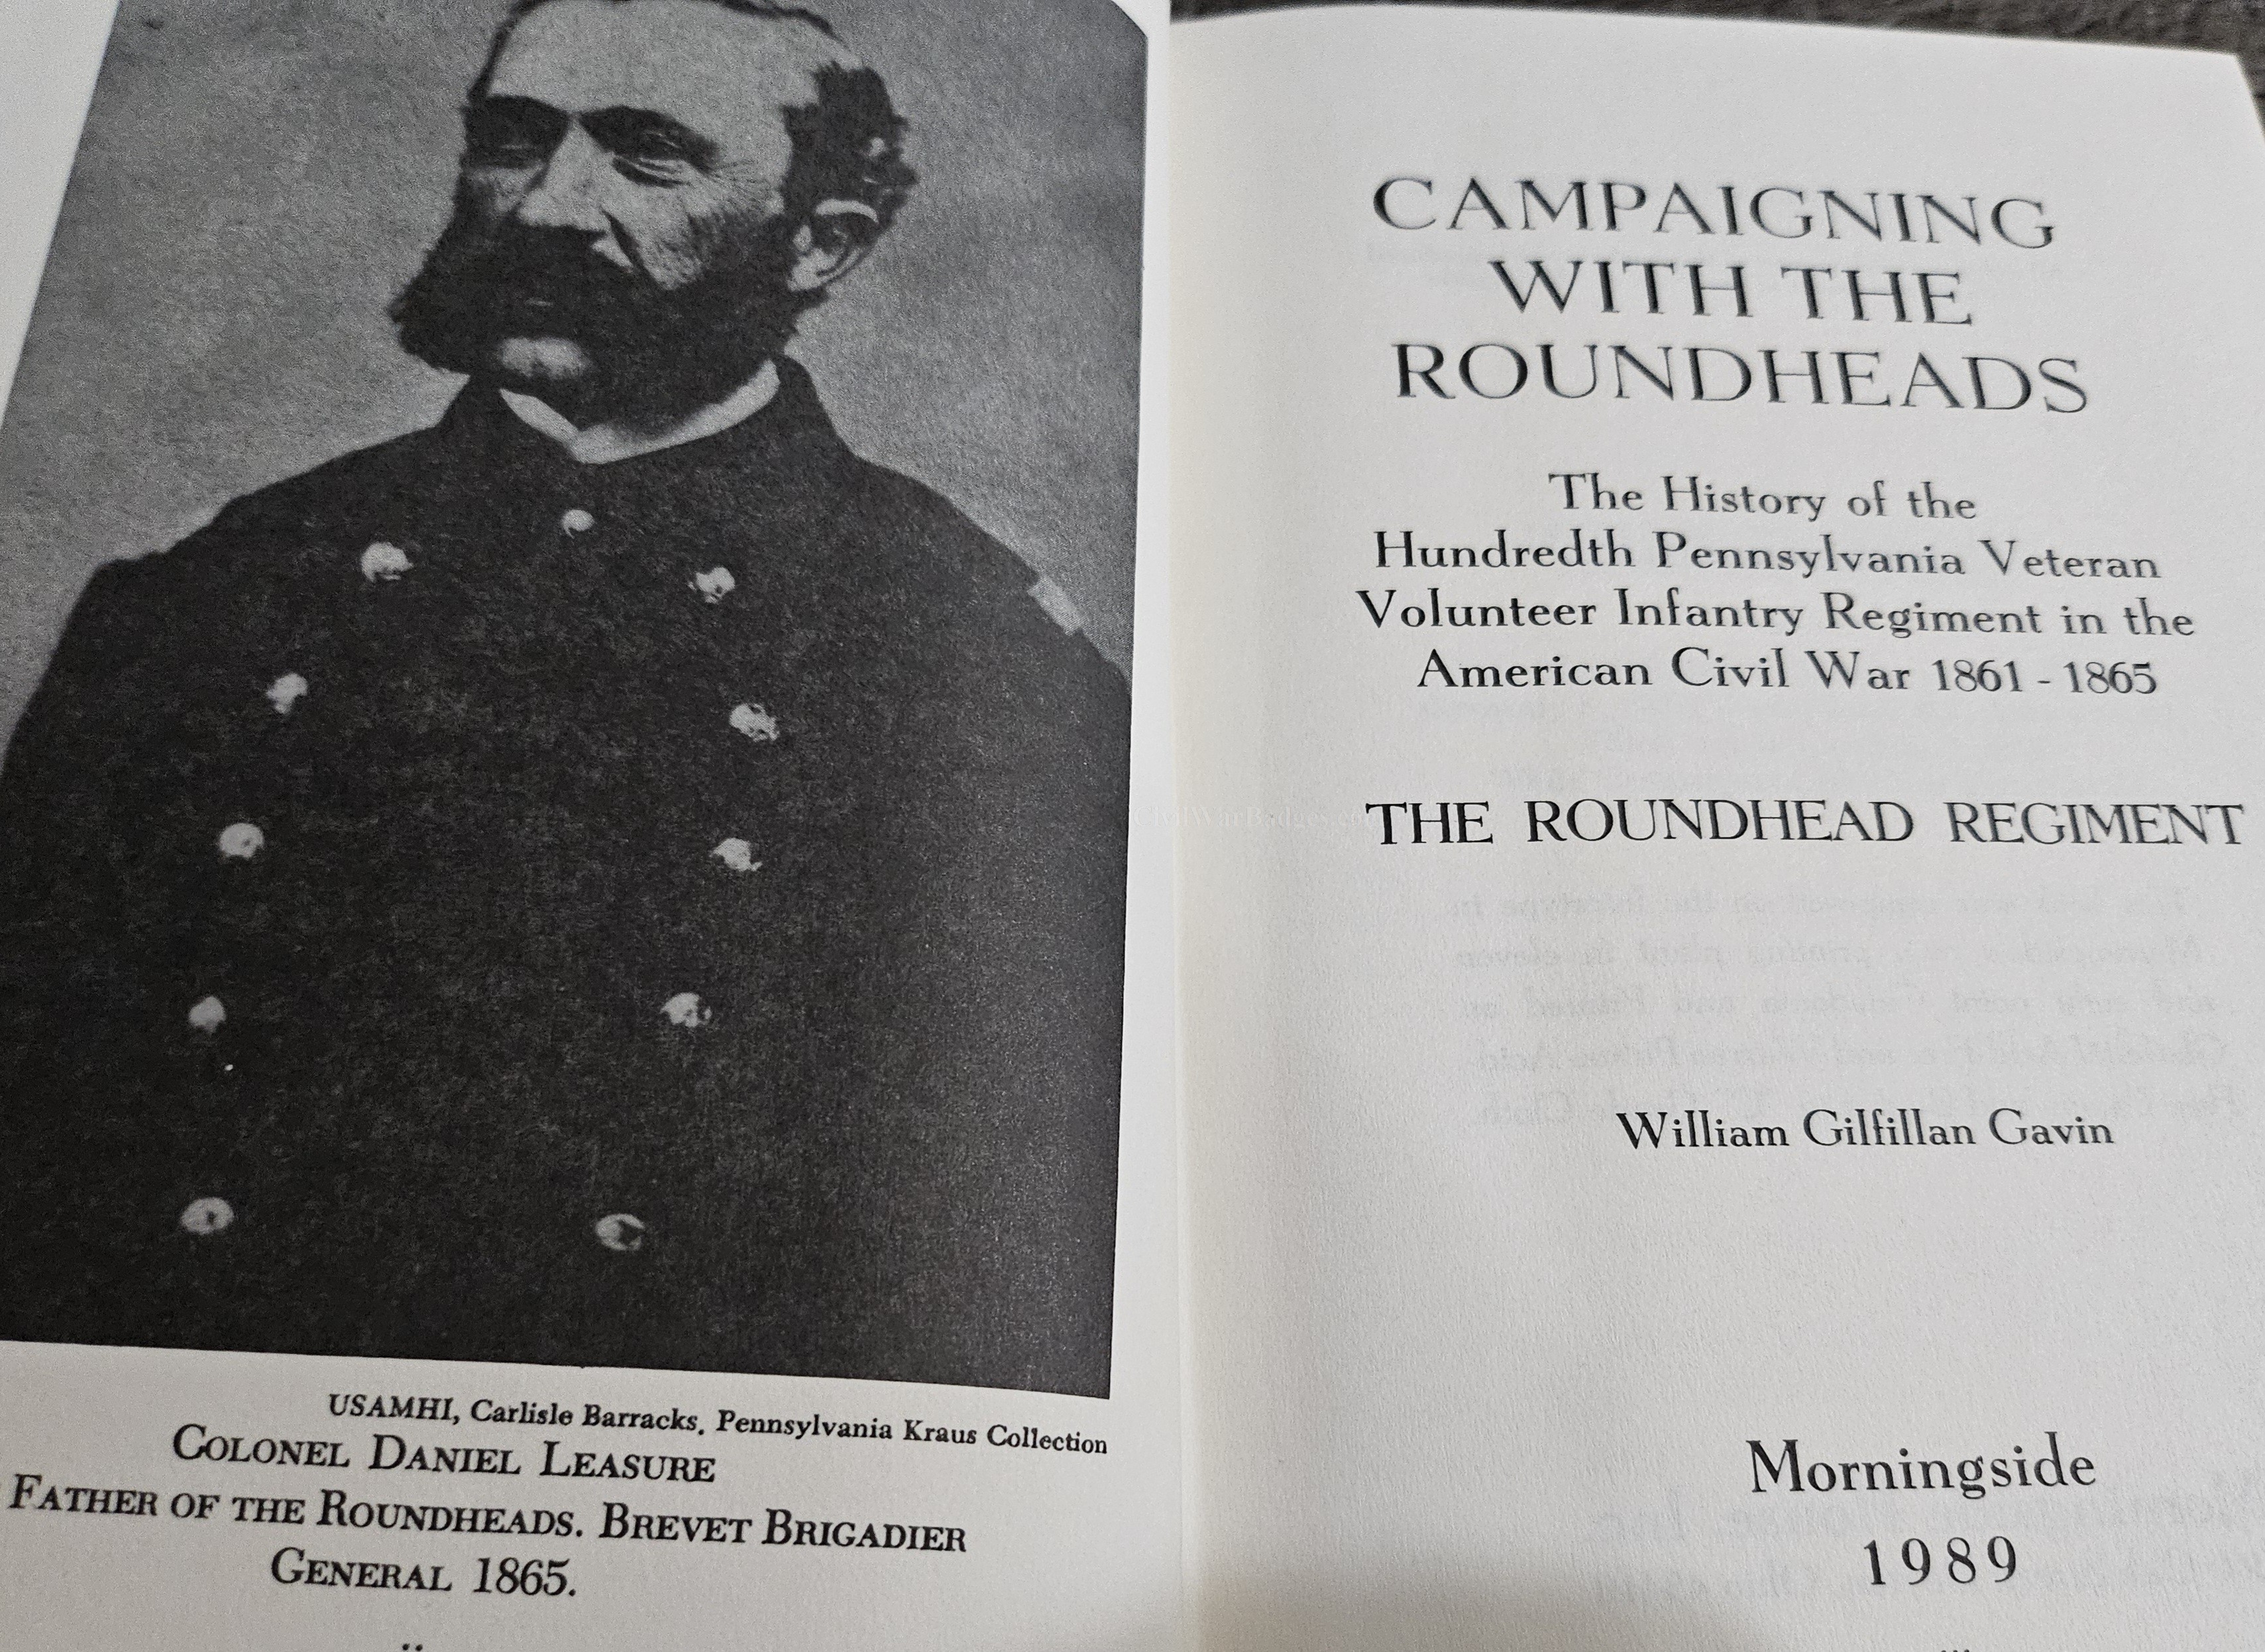 USAMHI, Carlisle Barracks, Pennsylvania Kraus Collection
COLONEL DANIEL LEASURE
FATHER OF THE ROUNDHEADS. BREVET BRIGADIER
GENERAL 1865.
CAMPAIGNING
WITH THE
ROUNDHEADS
The History of the
Hundredth Pennsylvania Veteran
Volunteer Infantry Regiment in the
American Civil War 1861 - 1865
THE ROUNDHEAD REGIMENT
William Gilfillan Gavin
Morningside
1989